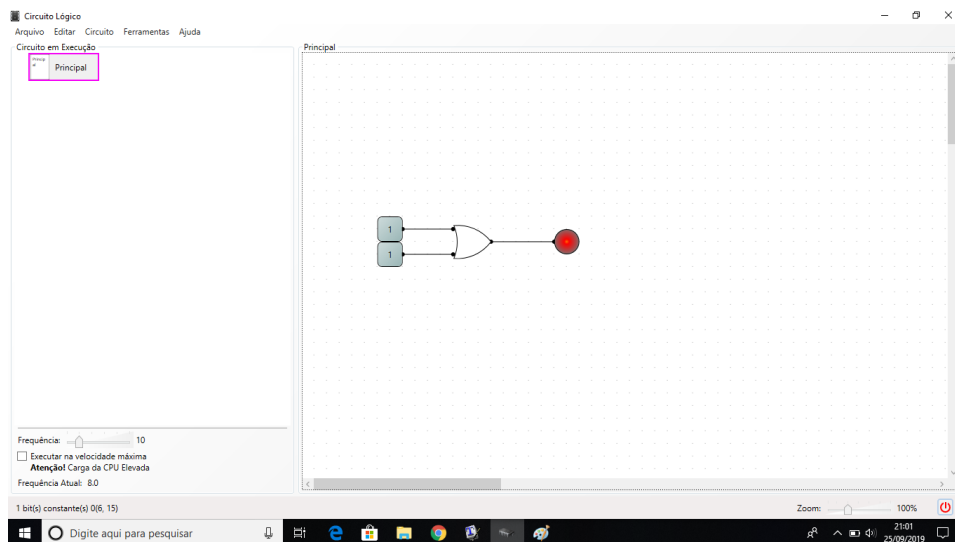 Circuito Lógico
Arquivo Editar Circuito Ferramentas Ajuda
Circuito em Execução
Princip
al
Principal
Principal
1
1
Frequência: 10
Executar na velocidade máxima
Atenção! Carga da CPU Elevada
Frequência Atual: 8.0
1 bit(s) constante(s) 0(6, 15)
Zoom: 100%
Digite aqui para pesquisar
21:01
25/09/2019